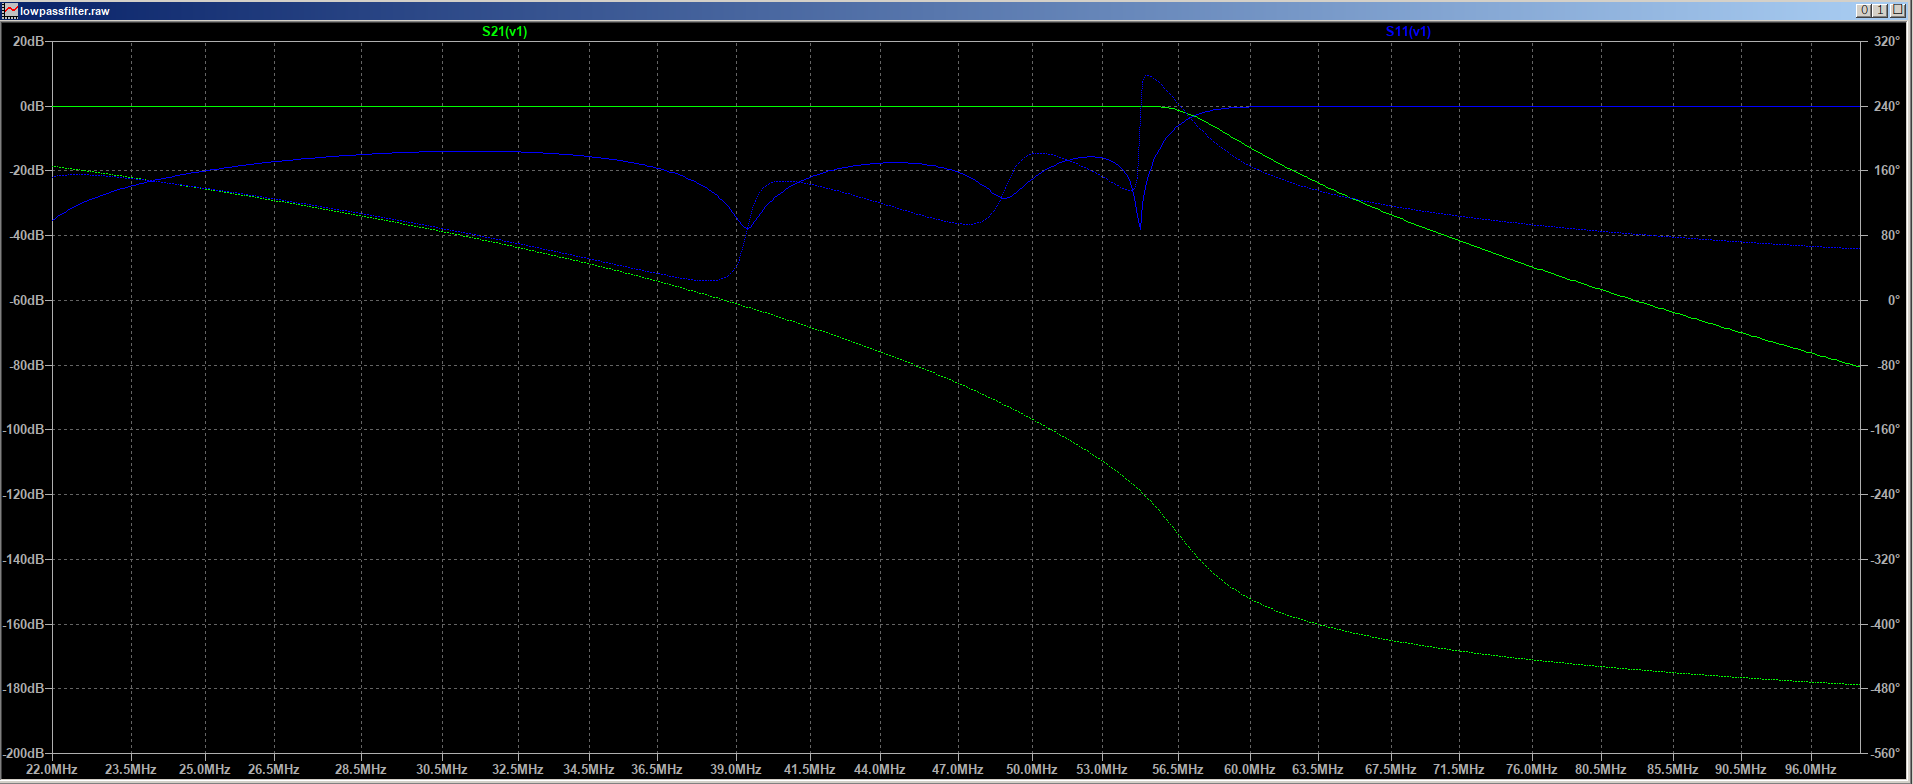 lowpassfilter.raw
S21(v1) S11(v1)
20dB 320°
0dB 240°
-20dB 160°
-40dB 80°
-60dB 0°
-80dB -80°
-100dB -160°
-120dB -240°
-140dB -320°
-160dB -400°
-180dB -480°
-200dB -560°
22.0MHz 23.5MHz 25.0MHz 26.5MHz 28.5MHz 30.5MHz 32.5MHz 34.5MHz 36.5MHz 39.0MHz 41.5MHz 44.0MHz 47.0MHz 50.0MHz 53.0MHz 56.5MHz 60.0MHz 63.5MHz 67.5MHz 71.5MHz 76.0MHz 80.5MHz 85.5MHz 90.5MHz 96.0MHz